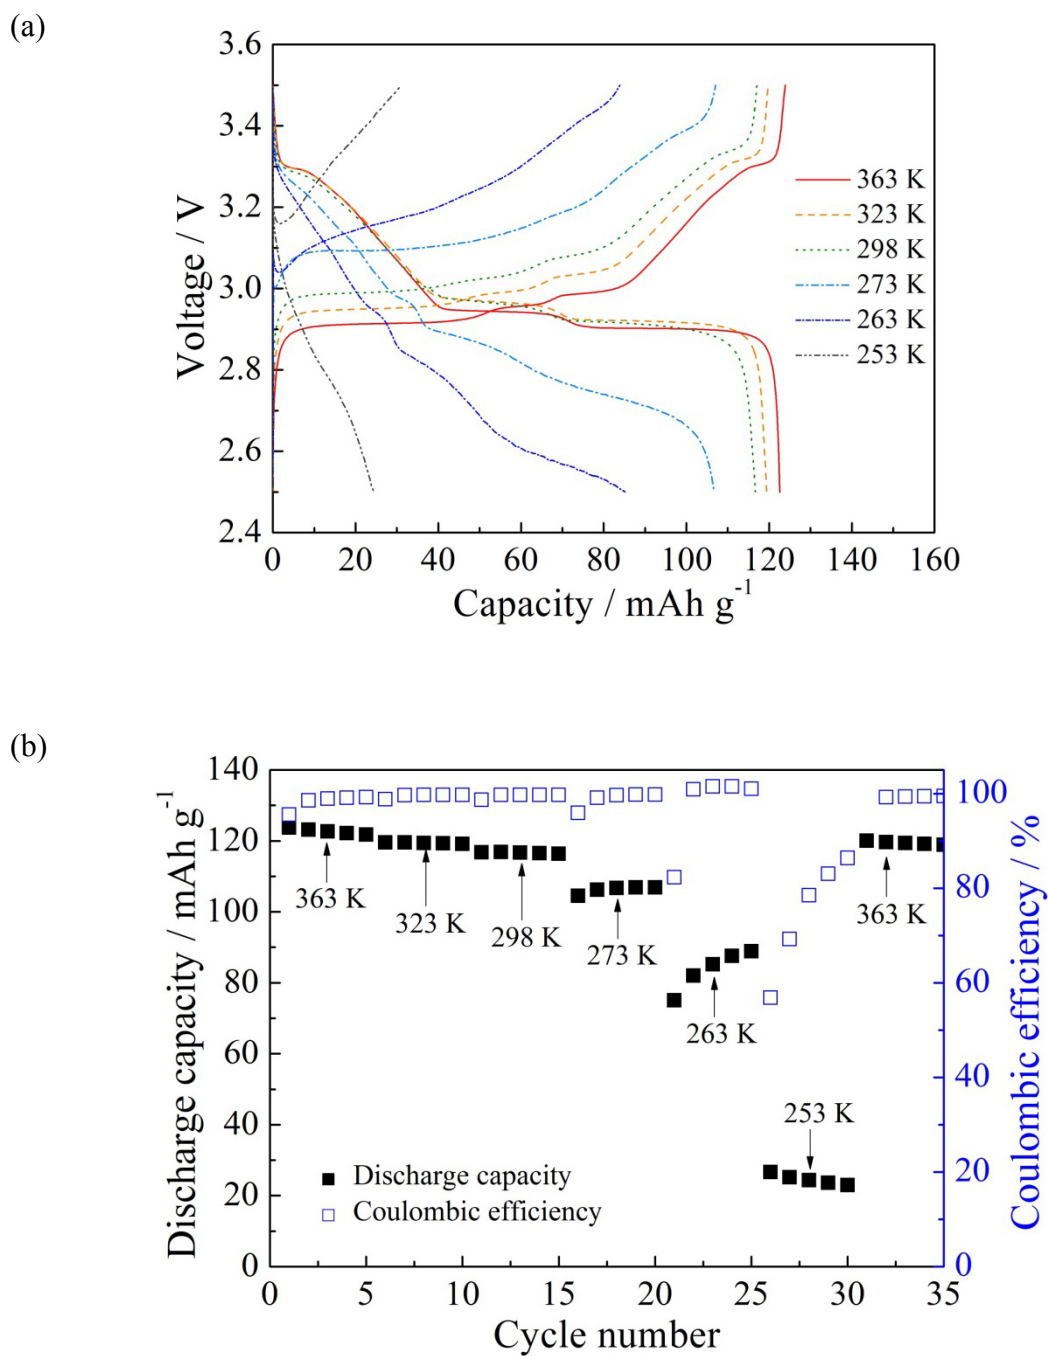 (a)
3.6
3.4
3.2
3.0
2.8
2.6
2.4
Voltage / V
363 K
323 K
298 K
273 K
263 K
253 K
0 20 40 60 80 100 120 140 160
Capacity / mAh g-1
(b)
140
120
100
80
60
40
20
0
Discharge capacity / mAh g-1
363 K
323 K
298 K
273 K
263 K
253 K
363 K
Discharge capacity
Coulombic efficiency
100
80
60
40
20
0
Coulombic efficiency / %
0 5 10 15 20 25 30 35
Cycle number